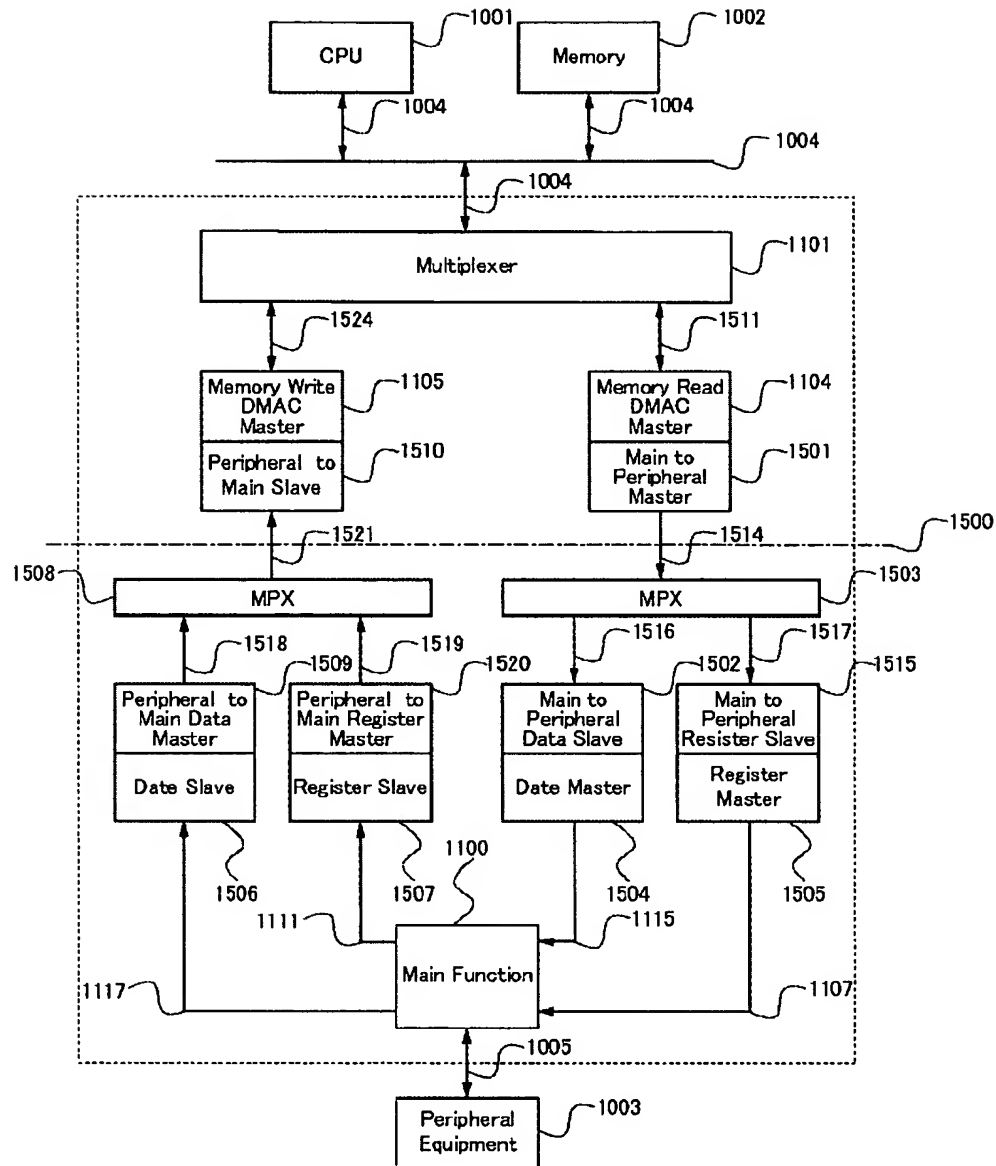 1001
CPU
1002
Memory
1004
1004
1004
1004
1101
Multiplexer
1524
1511
Memory Write
DMAC
Master
1105
Memory Read
DMAC
Master
1104
Peripheral to
Main Slave
1510
Main to
Peripheral
Master
1501
1521
1514
1500
1508
MPX
MPX
1503
1518
1509
1519
1520
1516
1502
1517
1515
Peripheral to
Main Data
Master
Peripheral to
Main Register
Master
Main to
Peripheral
Data Slave
Main to
Peripheral
Resister Slave
Date Slave
Register Slave
Date Master
Register
Master
1506
1507
1100
1504
1505
1111
1115
1117
Main Function
1107
1005
Peripheral
Equipment
1003